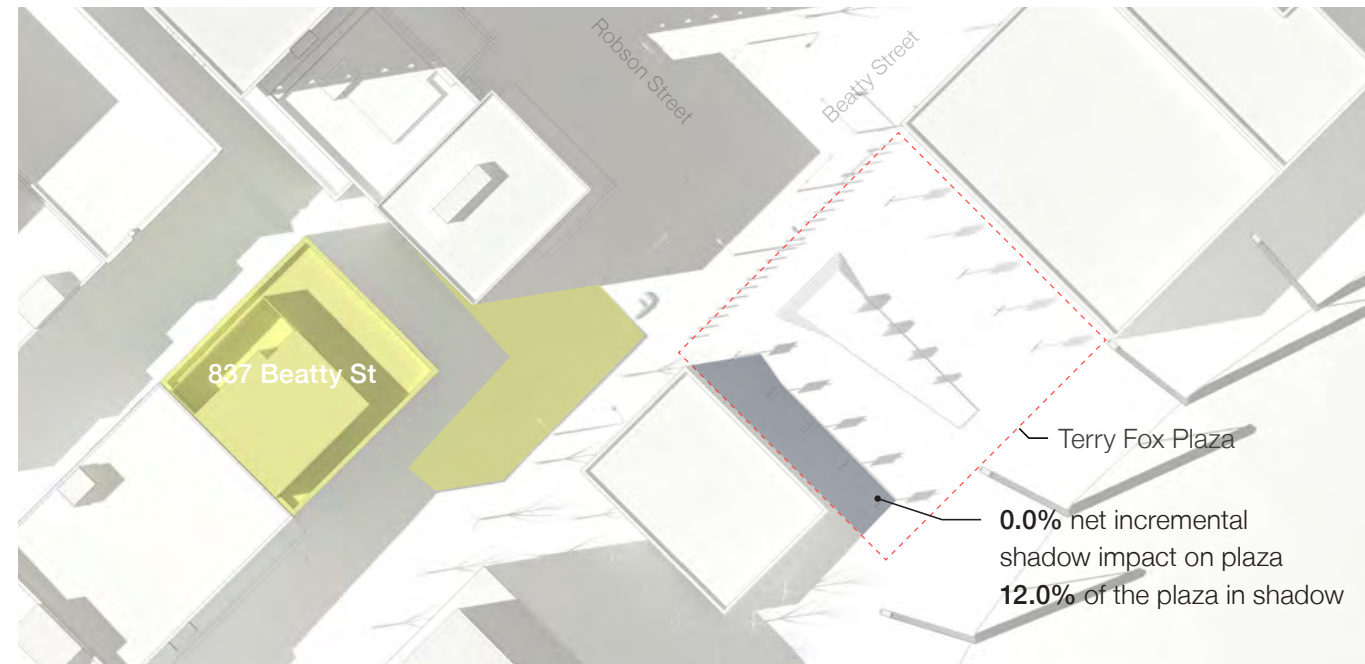 Robson Street
Beatty Street
837 Beatty St
Terry Fox Plaza
0.0% net incremental
shadow impact on plaza
12.0% of the plaza in shadow